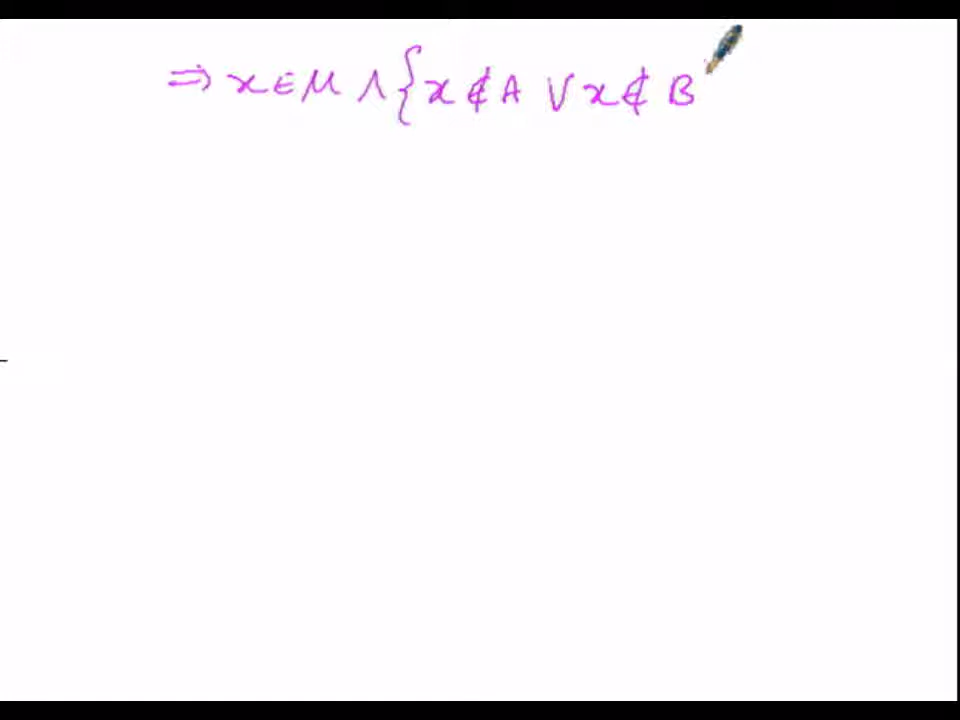 ⇒ x ∈ M ∧ { x ∉ A ∨ x ∉ B